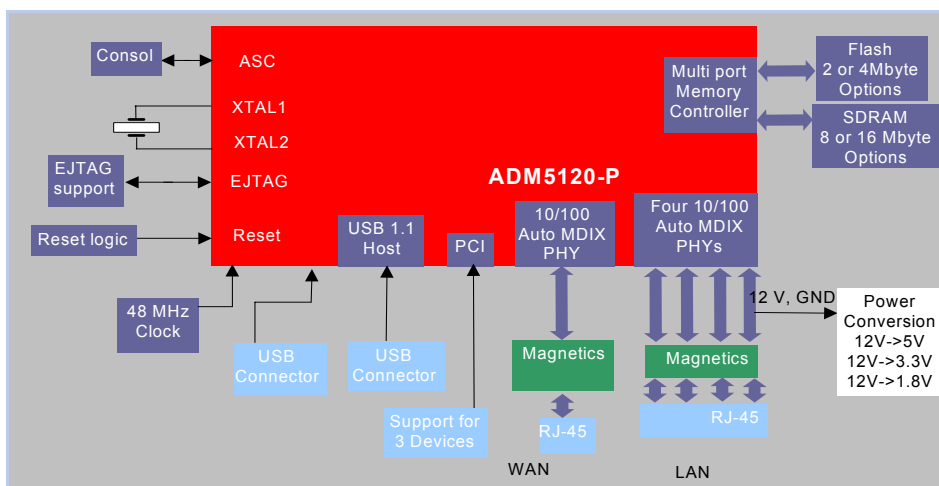 Consol
ASC
XTAL1
XTAL2
EJTAG
support
EJTAG
Reset logic
Reset
48 MHz
Clock
ADM5120-P
Multi port
Memory
Controller
Flash
2 or 4Mbyte
Options
SDRAM
8 or 16 Mbyte
Options
USB 1.1
Host
PCI
10/100
Auto MDIX
PHY
Four 10/100
Auto MDIX
PHYs
12 V, GND
Power
Conversion
12V->5V
12V->3.3V
12V->1.8V
USB
Connector
USB
Connector
Magnetics
Magnetics
Support for
3 Devices
RJ-45
RJ-45
WAN
LAN